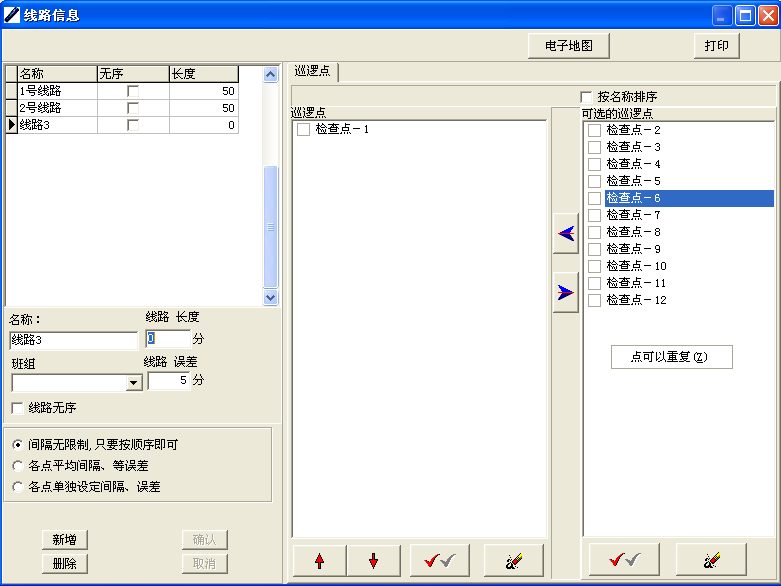 线路信息
电子地图
打印
名称 无序 长度
1号线路 50
2号线路 50
线路3 0
名称：
线路 长度
线路3
0 分
班组
线路 误差
5 分
线路无序
间隔无限制,只要按顺序即可
各点平均间隔、等误差
各点单独设定间隔、误差
新增
确认
删除
取消
巡逻点
巡逻点
检查点－1
按名称排序
可选的巡逻点
检查点－2
检查点－3
检查点－4
检查点－5
检查点－6
检查点－7
检查点－8
检查点－9
检查点－10
检查点－11
检查点－12
点可以重复(Z)